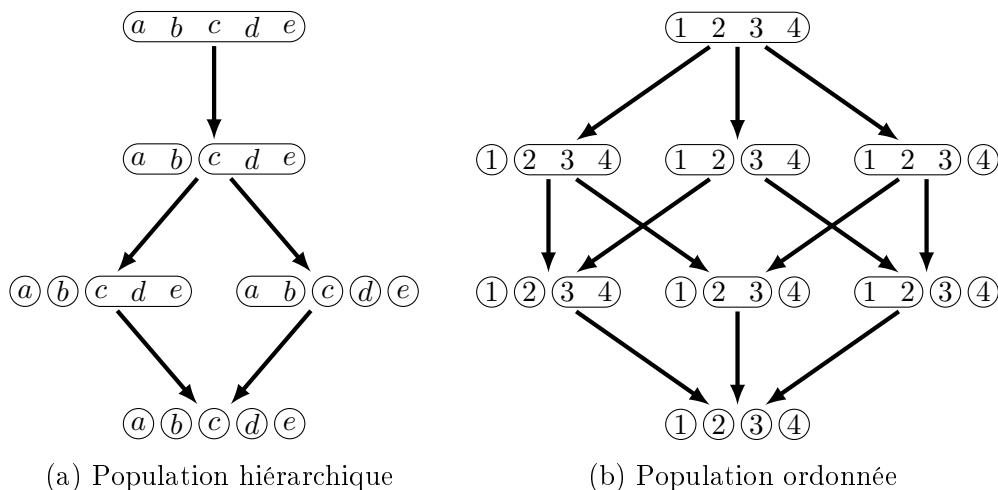 a b c d e 1 2 3 4
a b c d e 1 2 3 4 1 2 3 4 1 2 3 4
a b c d e a b c d e 1 2 3 4 1 2 3 4 1 2 3 4
a b c d e 1 2 3 4
(a) Population hiérarchique (b) Population ordonnée